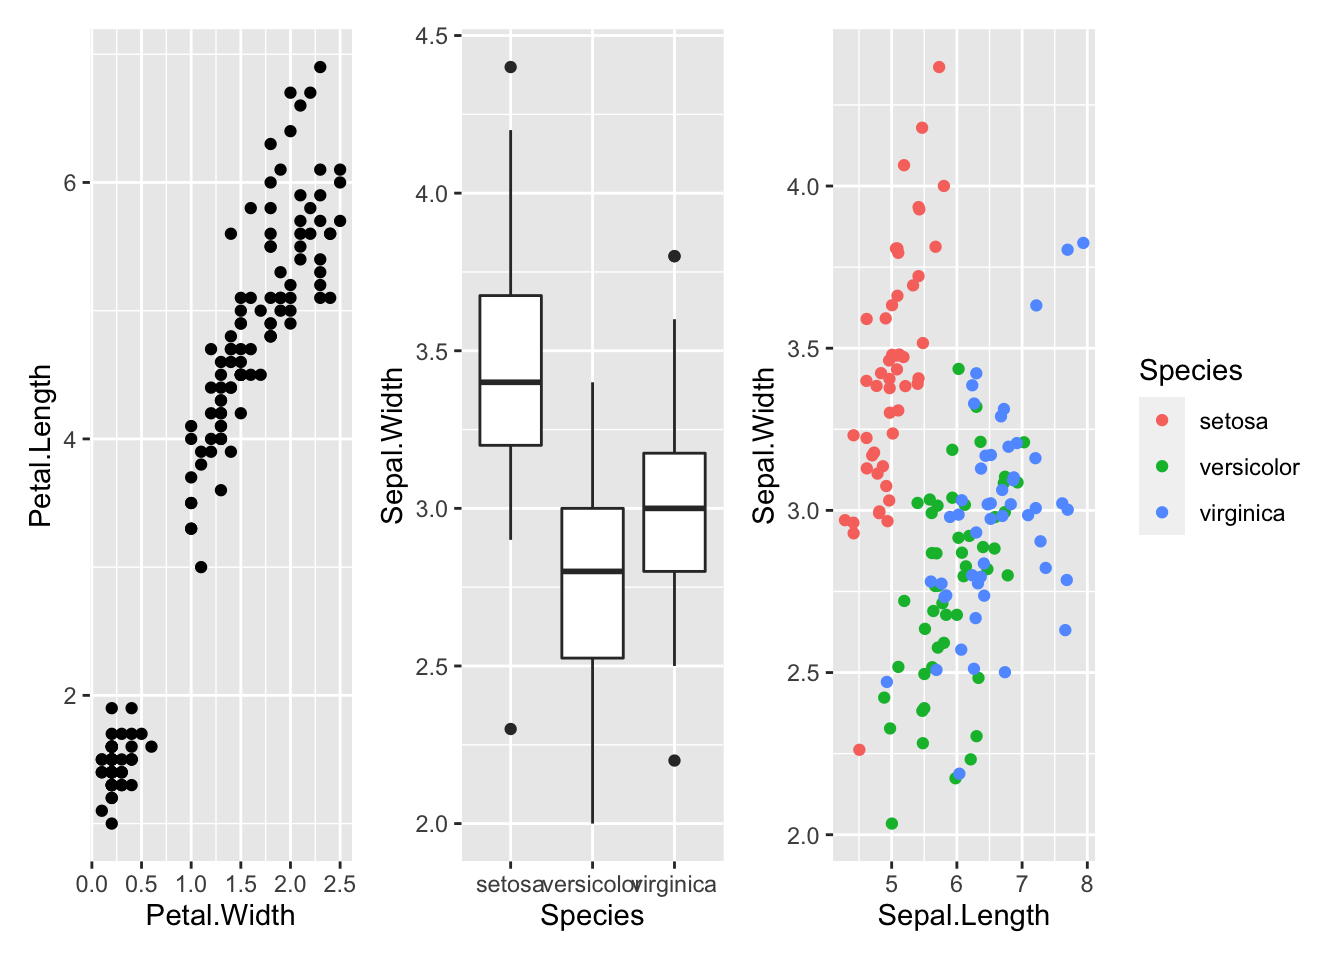 Petal.Length
6
4
2
0.0 0.5 1.0 1.5 2.0 2.5
Petal.Width
Sepal.Width
4.5
4.0
3.5
3.0
2.5
2.0
setosa versicolor virginica
Species
Sepal.Width
4.0
3.5
3.0
2.5
2.0
5 6 7 8
Sepal.Length
Species
setosa
versicolor
virginica